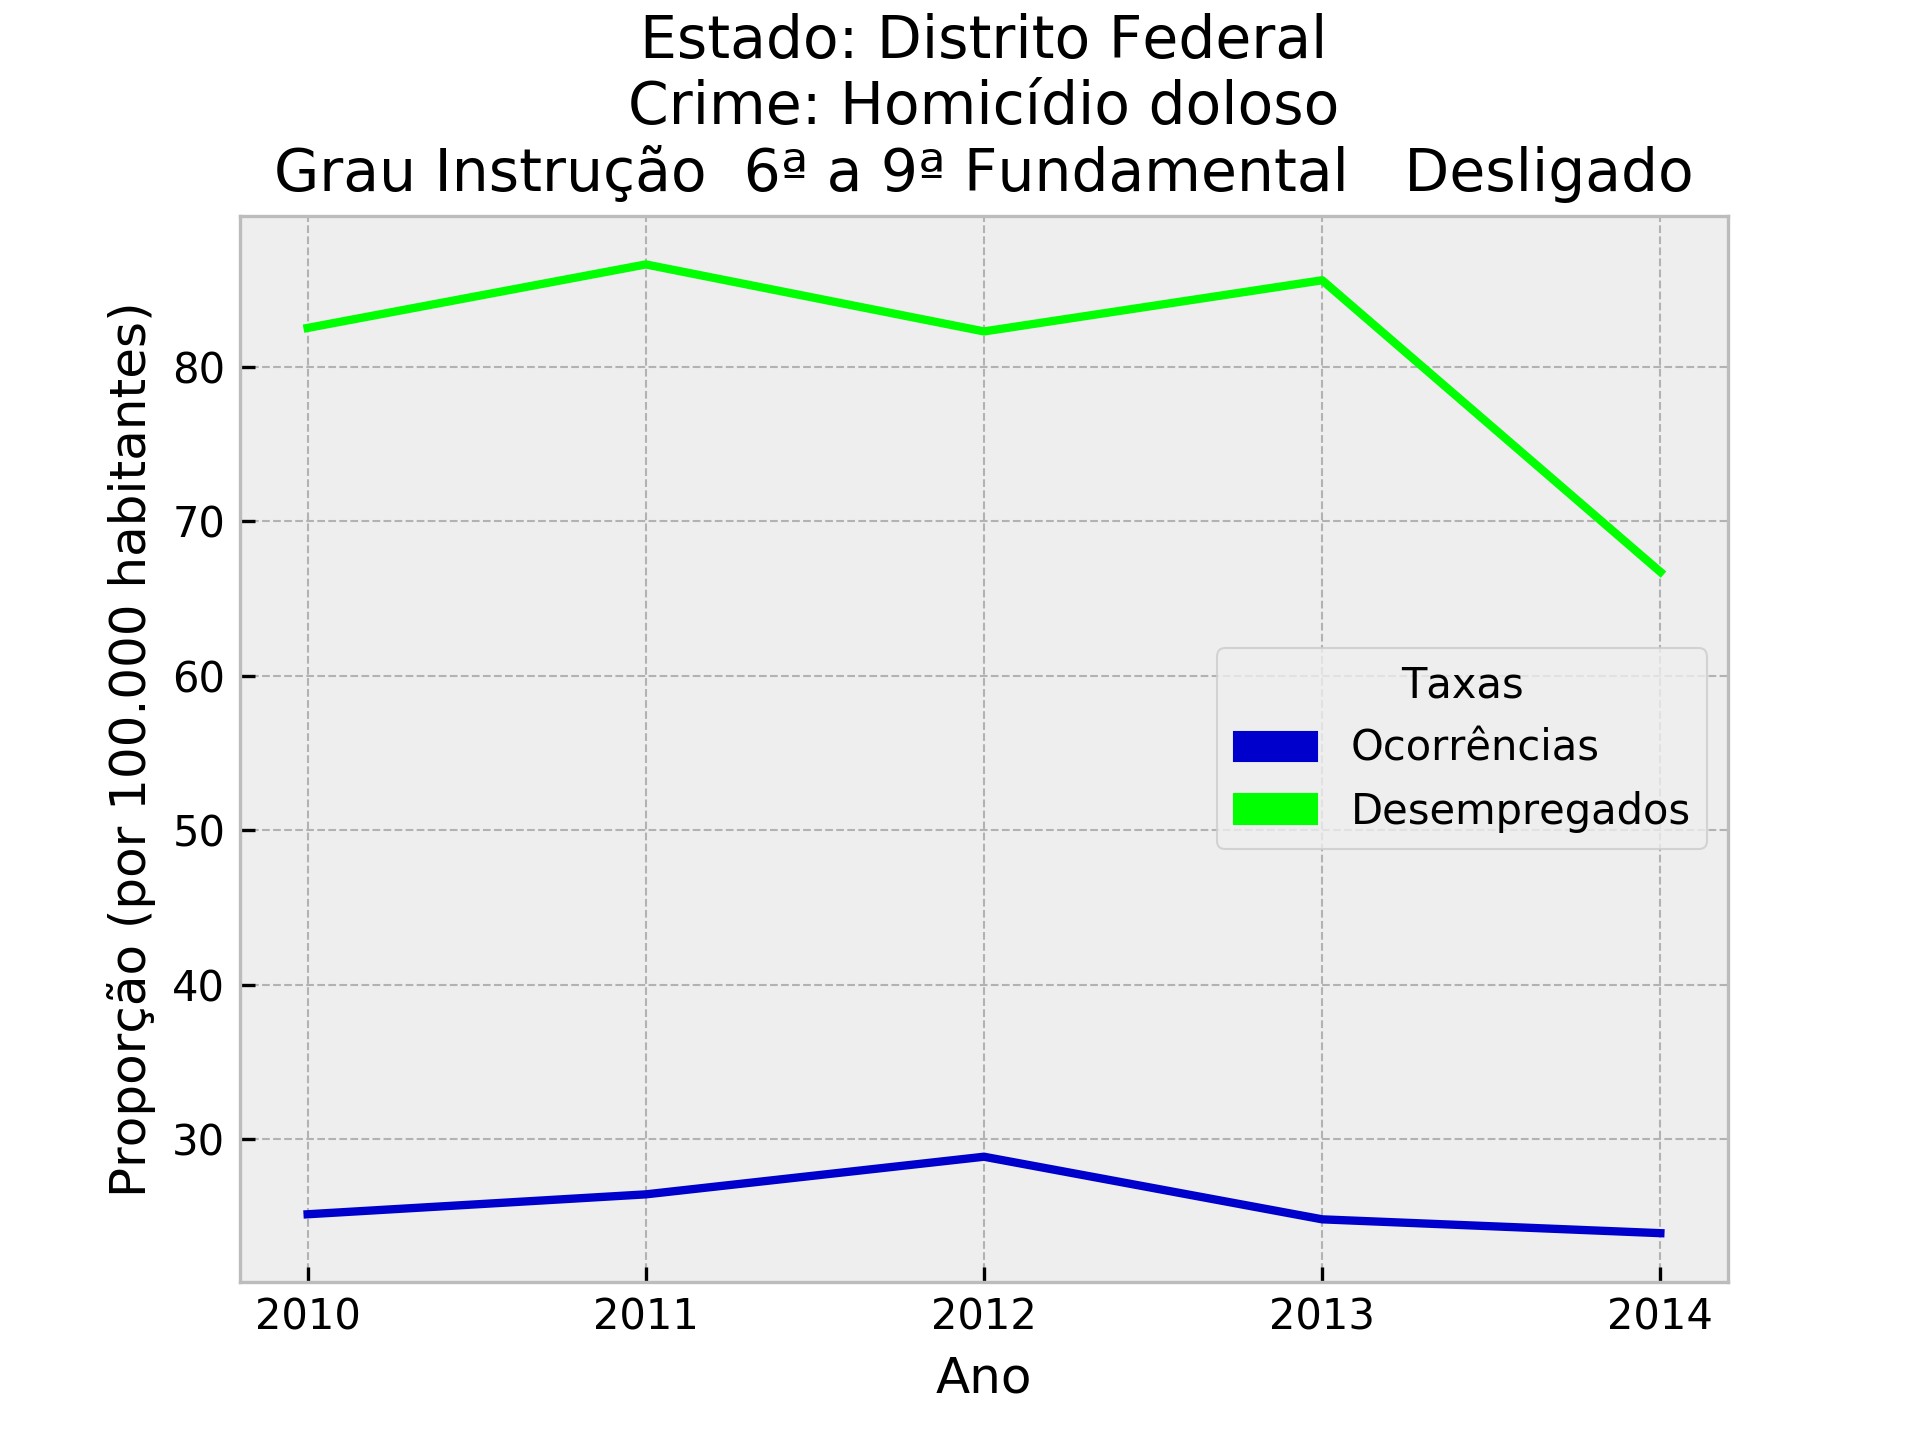 Estado: Distrito Federal
Crime: Homicídio doloso
Grau Instrução  6ª a 9ª Fundamental   Desligado
Proporção (por 100.000 habitantes)
80
70
60
50
40
30
Taxas
Ocorrências
Desempregados
2010 2011 2012 2013 2014
Ano